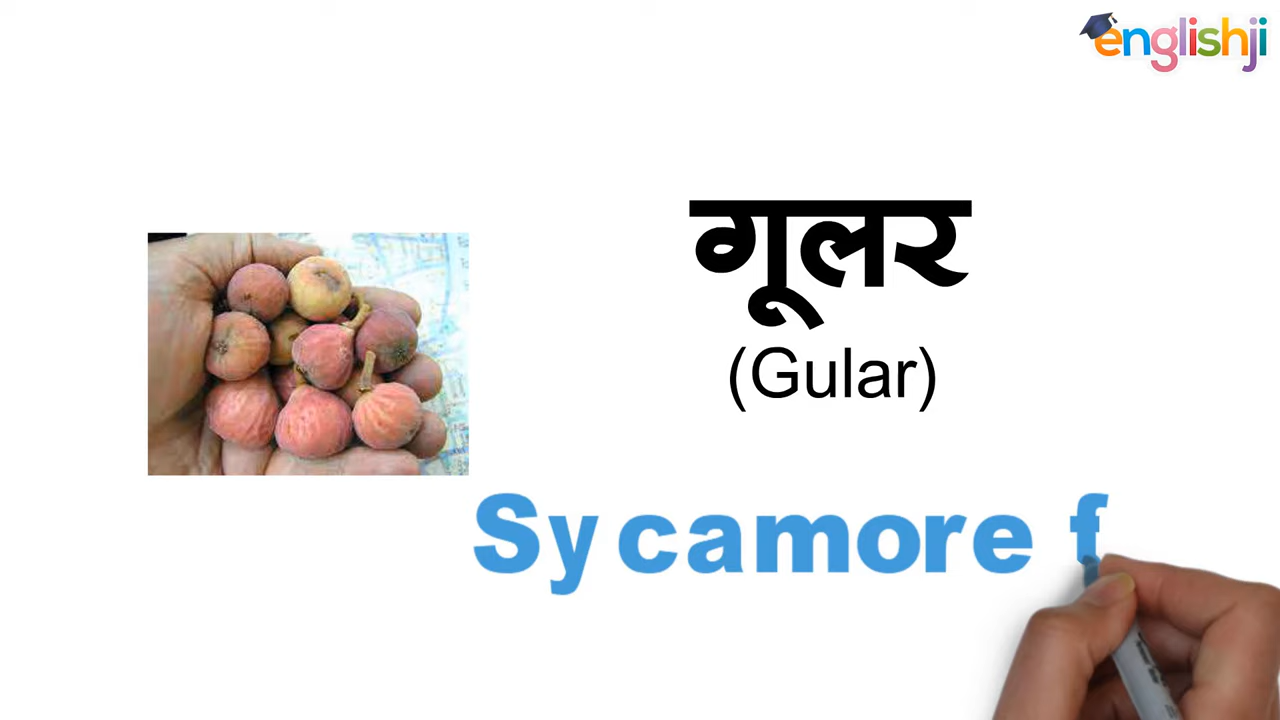 englishji
गूलर
(Gular)
Sycamore f